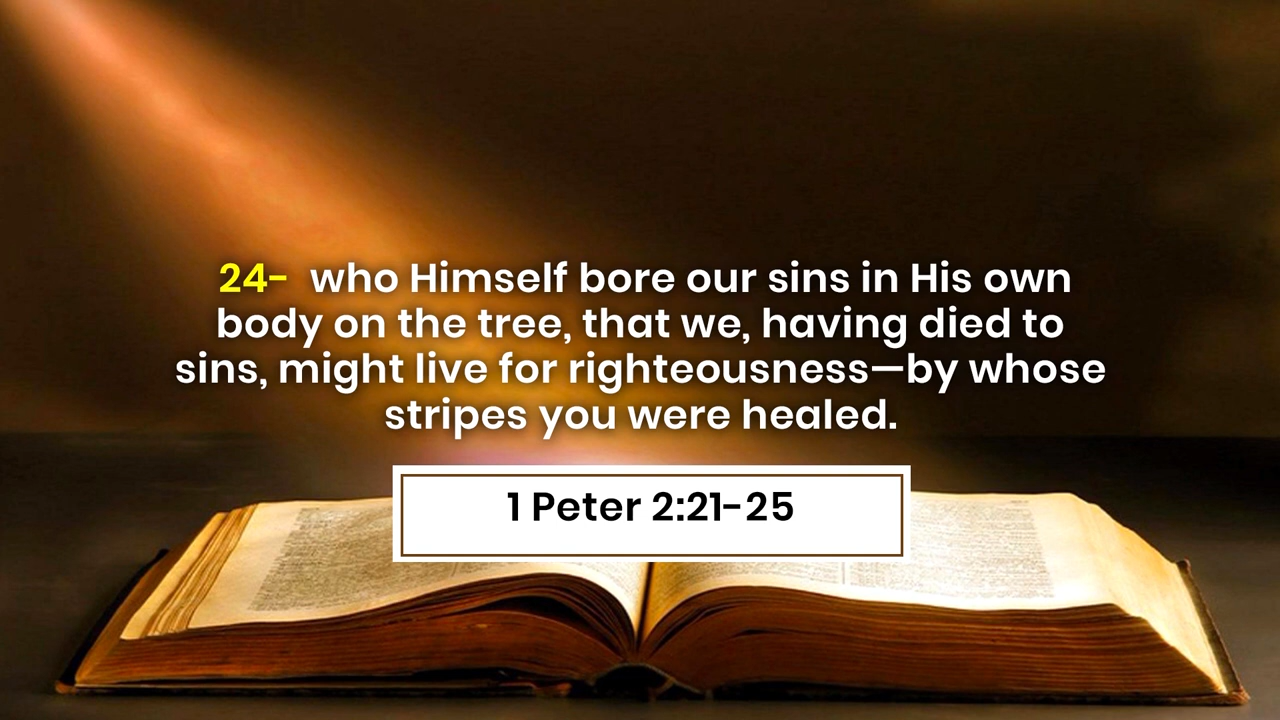 24-  who Himself bore our sins in His own
body on the tree, that we, having died to
sins, might live for righteousness—by whose
stripes you were healed.
1 Peter 2:21-25